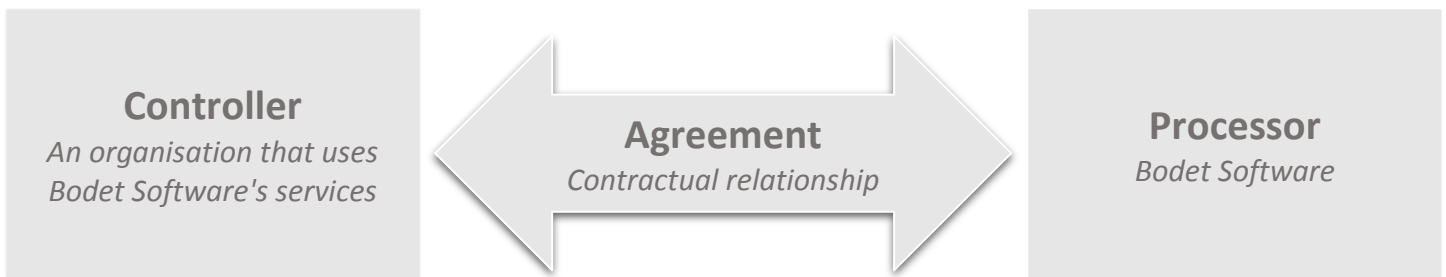 Controller
An organisation that uses
Bodet Software's services
Agreement
Contractual relationship
Processor
Bodet Software